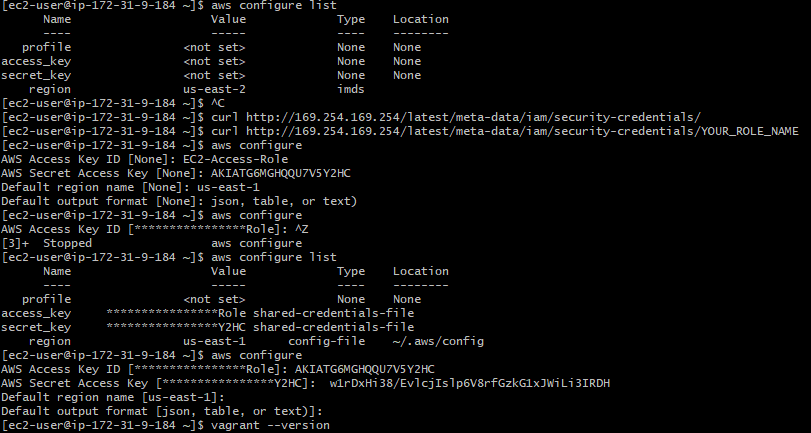 [ec2-user@ip-172-31-9-184 ~]$ aws configure list
Name Value Type Location
---- ----- ---- --------
profile <not set> None None
access_key <not set> None None
secret_key <not set> None None
region us-east-2 imds
[ec2-user@ip-172-31-9-184 ~]$ ^C
[ec2-user@ip-172-31-9-184 ~]$ curl http://169.254.169.254/latest/meta-data/iam/security-credentials/
[ec2-user@ip-172-31-9-184 ~]$ curl http://169.254.169.254/latest/meta-data/iam/security-credentials/YOUR_ROLE_NAME
[ec2-user@ip-172-31-9-184 ~]$ aws configure
AWS Access Key ID [None]: EC2-Access-Role
AWS Secret Access Key [None]: AKIATG6MGHQQU7V5Y2HC
Default region name [None]: us-east-1
Default output format [None]: json, table, or text)
[ec2-user@ip-172-31-9-184 ~]$ aws configure
AWS Access Key ID [****************Role]: ^Z
[3]+ Stopped aws configure
[ec2-user@ip-172-31-9-184 ~]$ aws configure list
Name Value Type Location
---- ----- ---- --------
profile <not set> None None
access_key ****************Role shared-credentials-file
secret_key ****************Y2HC shared-credentials-file
region us-east-1 config-file ~/.aws/config
[ec2-user@ip-172-31-9-184 ~]$ aws configure
AWS Access Key ID [****************Role]: AKIATG6MGHQQU7V5Y2HC
AWS Secret Access Key [****************Y2HC]: 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
Default region name [us-east-1]:
Default output format [json, table, or text)]:
[ec2-user@ip-172-31-9-184 ~]$ vagrant --version